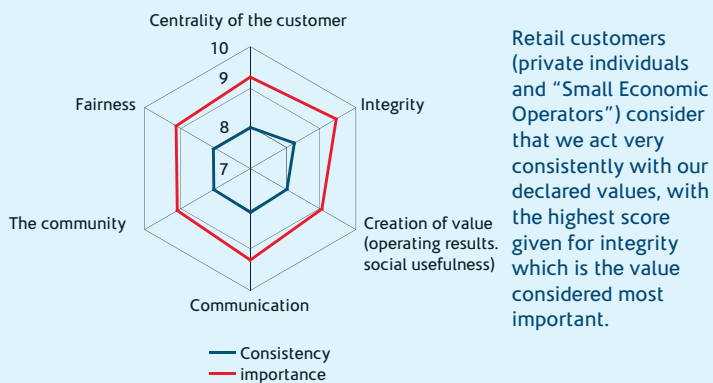 Centrality of the customer
10
9
8
7
Fairness
Integrity
The community
Creation of value
(operating results.
social usefulness)
Communication
Consistency
importance
Retail customers
(private individuals
and “Small Economic
Operators”) consider
that we act very
consistently with our
declared values, with
the highest score
given for integrity
which is the value
considered most
important.